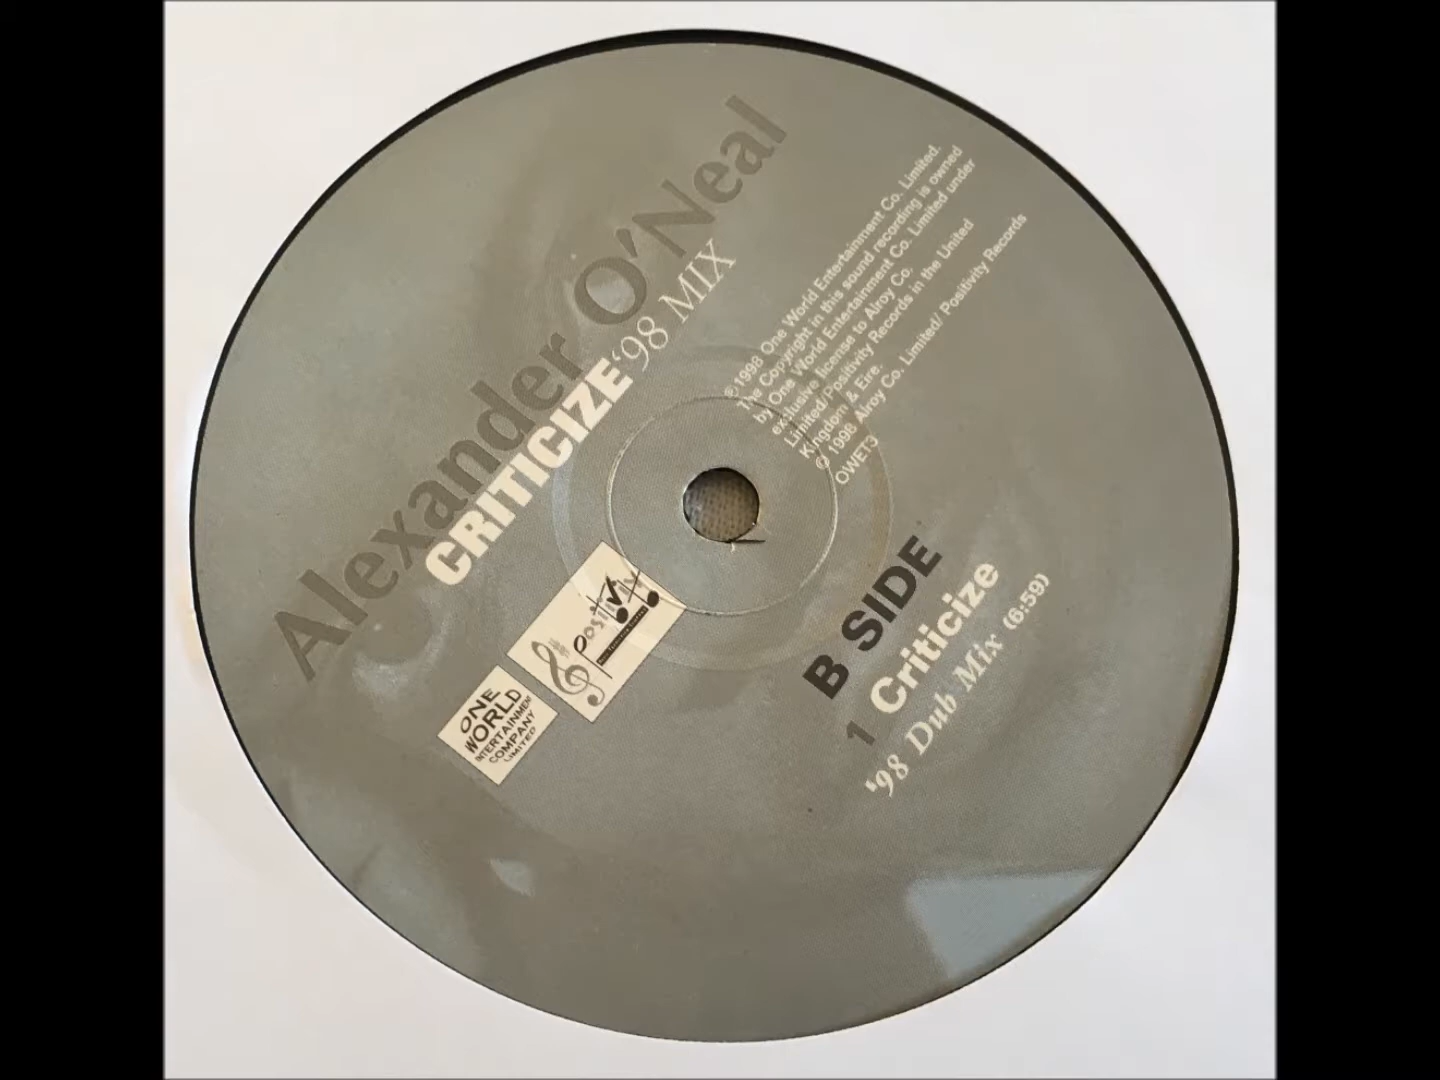 Alexander O'Neal
CRITICIZE '98 MIX
℗ 1998 One World Entertainment Co. Limited.
The Copyright in this sound recording is owned
by One World Entertainment Co. Limited under
exclusive license to Alroy Co.
Limited/Positivity Records in the United
Kingdom & Eire.
© 1998 Alroy Co. Limited/ Positivity Records
OWET3
Positivity
ONE
WORLD
ENTERTAINMENT
COMPANY
LIMITED
B SIDE
1 Criticize
'98 Dub Mix (6:59)